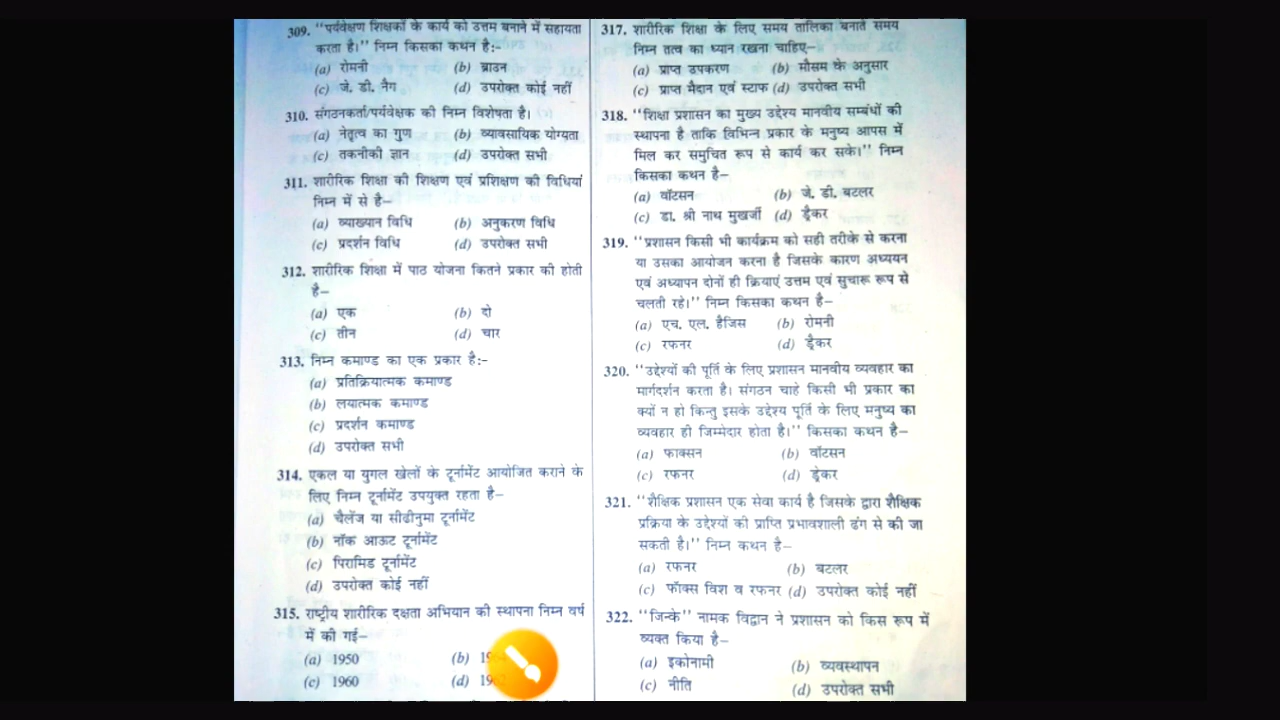 309. "पर्यवेक्षण शिक्षकों के कार्य को उत्तम बनाने में सहायता
करता है।" निम्न किसका कथन है:-
(a) रोमनी (b) ब्राउन
(c) जे. डी. नैग (d) उपरोक्त कोई नहीं
310. संगठनकर्ता/पर्यवेक्षक की निम्न विशेषता है।
(a) नेतृत्व का गुण (b) व्यावसायिक योग्यता
(c) तकनीकी ज्ञान (d) उपरोक्त सभी
311. शारीरिक शिक्षा की शिक्षण एवं प्रशिक्षण की विधियां
निम्न में से है–
(a) व्याख्यान विधि (b) अनुकरण विधि
(c) प्रदर्शन विधि (d) उपरोक्त सभी
312. शारीरिक शिक्षा में पाठ योजना कितने प्रकार की होती
है–
(a) एक (b) दो
(c) तीन (d) चार
313. निम्न कमाण्ड का एक प्रकार है:-
(a) प्रतिक्रियात्मक कमाण्ड
(b) लयात्मक कमाण्ड
(c) प्रदर्शन कमाण्ड
(d) उपरोक्त सभी
314. एकल या युगल खेलों के टूर्नामेंट आयोजित कराने के
लिए निम्न टूर्नामेंट उपयुक्त रहता है–
(a) चैलेंज या सीढीनुमा टूर्नामेंट
(b) नॉक आऊट टूर्नामेंट
(c) पिरामिड टूर्नामेंट
(d) उपरोक्त कोई नहीं
315. राष्ट्रीय शारीरिक दक्षता अभियान की स्थापना निम्न वर्ष
में की गई–
(a) 1950 (b)
(c) 1960 (d)
317. शारीरिक शिक्षा के लिए समय तालिका बनाते समय
निम्न तत्व का ध्यान रखना चाहिए–
(a) प्राप्त उपकरण (b) मौसम के अनुसार
(c) प्राप्त मैदान एवं स्टाफ (d) उपरोक्त सभी
318. "शिक्षा प्रशासन का मुख्य उद्देश्य मानवीय सम्बंधों की
स्थापना है ताकि विभिन्न प्रकार के मनुष्य आपस में
मिल कर समुचित रूप से कार्य कर सके।" निम्न
किसका कथन है–
(a) वॉटसन (b) जे. डी. बटलर
(c) डा. श्री नाथ मुखर्जी (d) ड्रैकर
319. "प्रशासन किसी भी कार्यक्रम को सही तरीके से करना
या उसका आयोजन करना है जिसके कारण अध्ययन
एवं अध्यापन दोनों ही क्रियाएं उत्तम एवं सुचारू रूप से
चलती रहे।" निम्न किसका कथन है–
(a) एच. एल. हैजिस (b) रोमनी
(c) रफनर (d) ड्रैकर
320. "उद्देश्यों की पूर्ति के लिए प्रशासन मानवीय व्यवहार का
मार्गदर्शन करता है। संगठन चाहे किसी भी प्रकार का
क्यों न हो किन्तु इसके उद्देश्य पूर्ति के लिए मनुष्य का
व्यवहार ही जिम्मेदार होता है।" किसका कथन है–
(a) फाक्सन (b) वॉटसन
(c) रफनर (d) ड्रेकर
321. "शैक्षिक प्रशासन एक सेवा कार्य है जिसके द्वारा शैक्षिक
प्रक्रिया के उद्देश्यों की प्राप्ति प्रभावशाली ढंग से की जा
सकती है।" निम्न कथन है–
(a) रफनर (b) बटलर
(c) फॉक्स विश व रफनर (d) उपरोक्त कोई नहीं
322. "जिन्के" नामक विद्वान ने प्रशासन को किस रूप में
व्यक्त किया है–
(a) इकोनामी (b) व्यवस्थापन
(c) नीति (d) उपरोक्त सभी